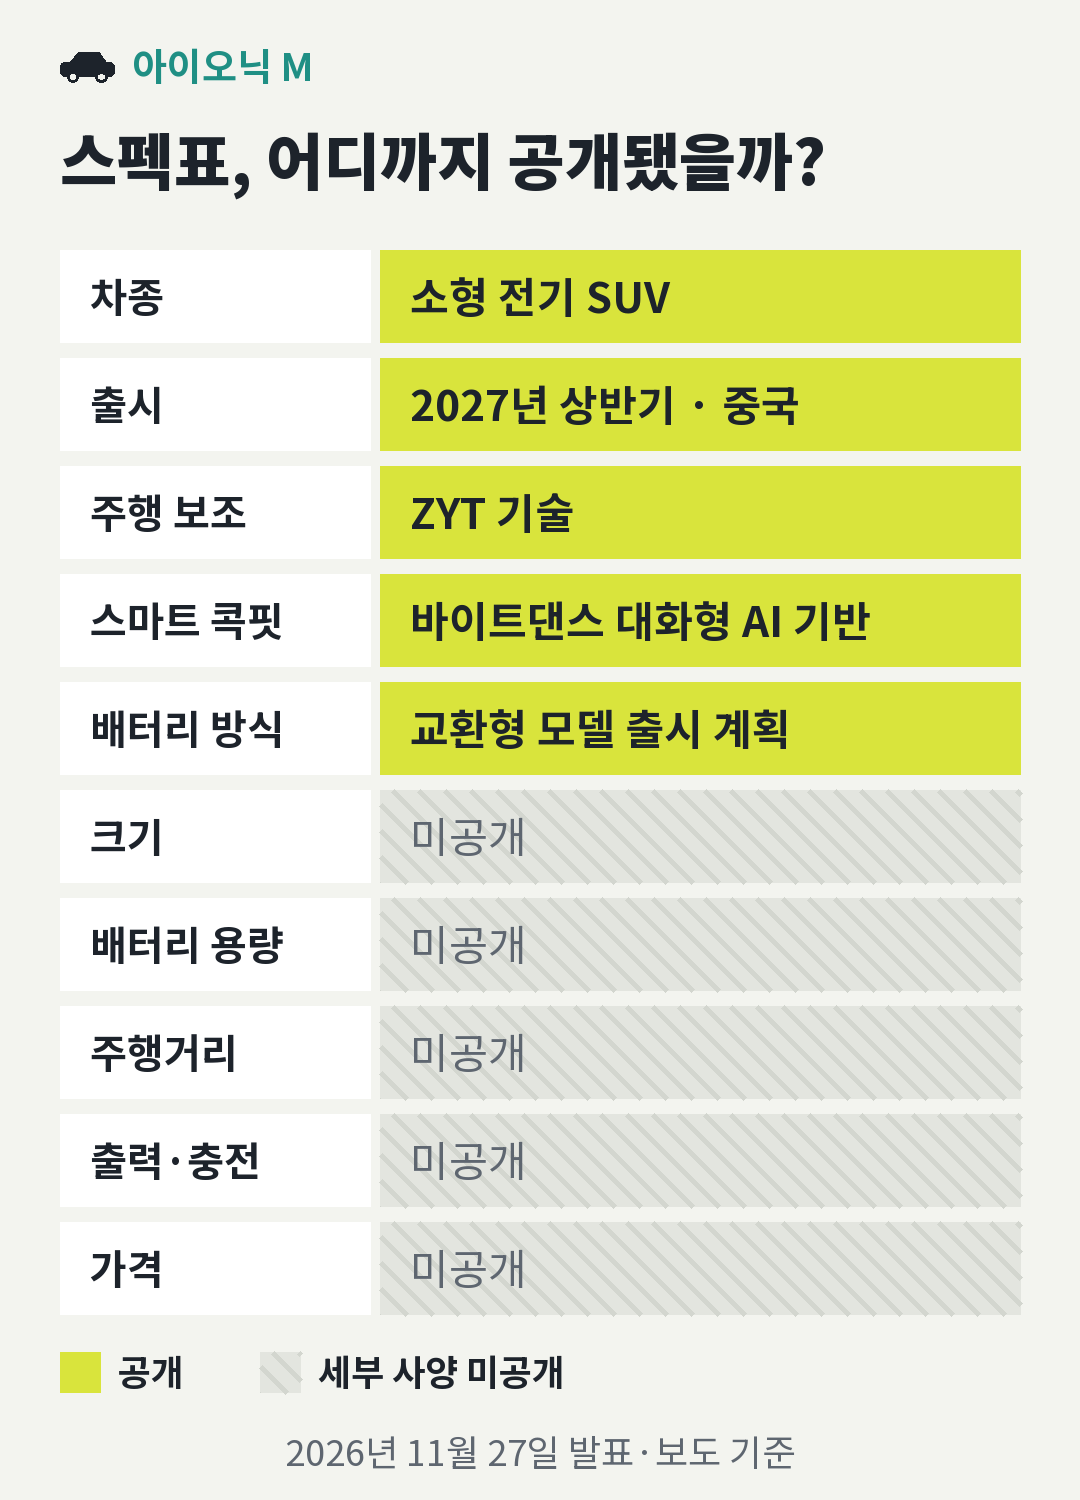 아이오닉 M
스펙표, 어디까지 공개됐을까?
차종 소형 전기 SUV
출시 2027년 상반기 · 중국
주행 보조 ZYT 기술
스마트 콕핏 바이트댄스 대화형 AI 기반
배터리 방식 교환형 모델 출시 계획
크기 미공개
배터리 용량 미공개
주행거리 미공개
출력·충전 미공개
가격 미공개
공개 세부 사양 미공개
2026년 11월 27일 발표·보도 기준